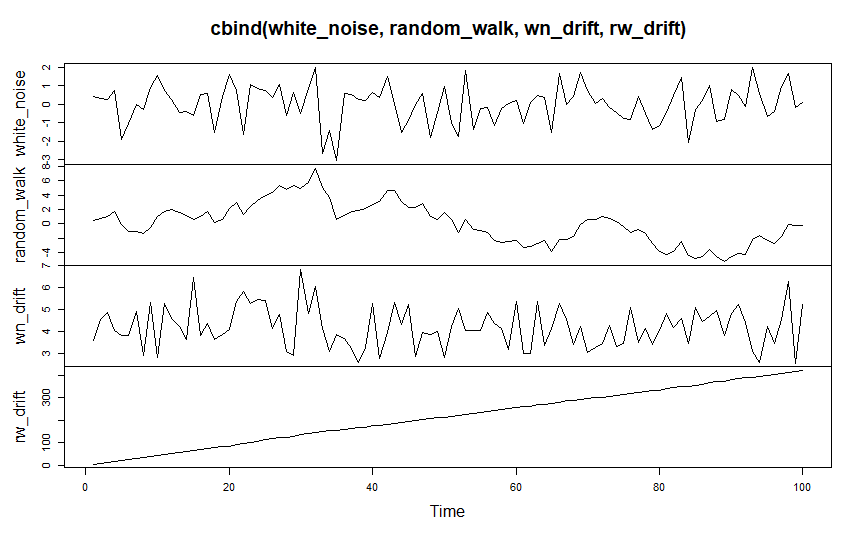 cbind(white_noise, random_walk, wn_drift, rw_drift)
white_noise
2
1
0
-1
-2
-3
random_walk
8
6
4
2
0
-4
wn_drift
7
6
5
4
3
rw_drift
300
100
0
0 20 40 60 80 100
Time